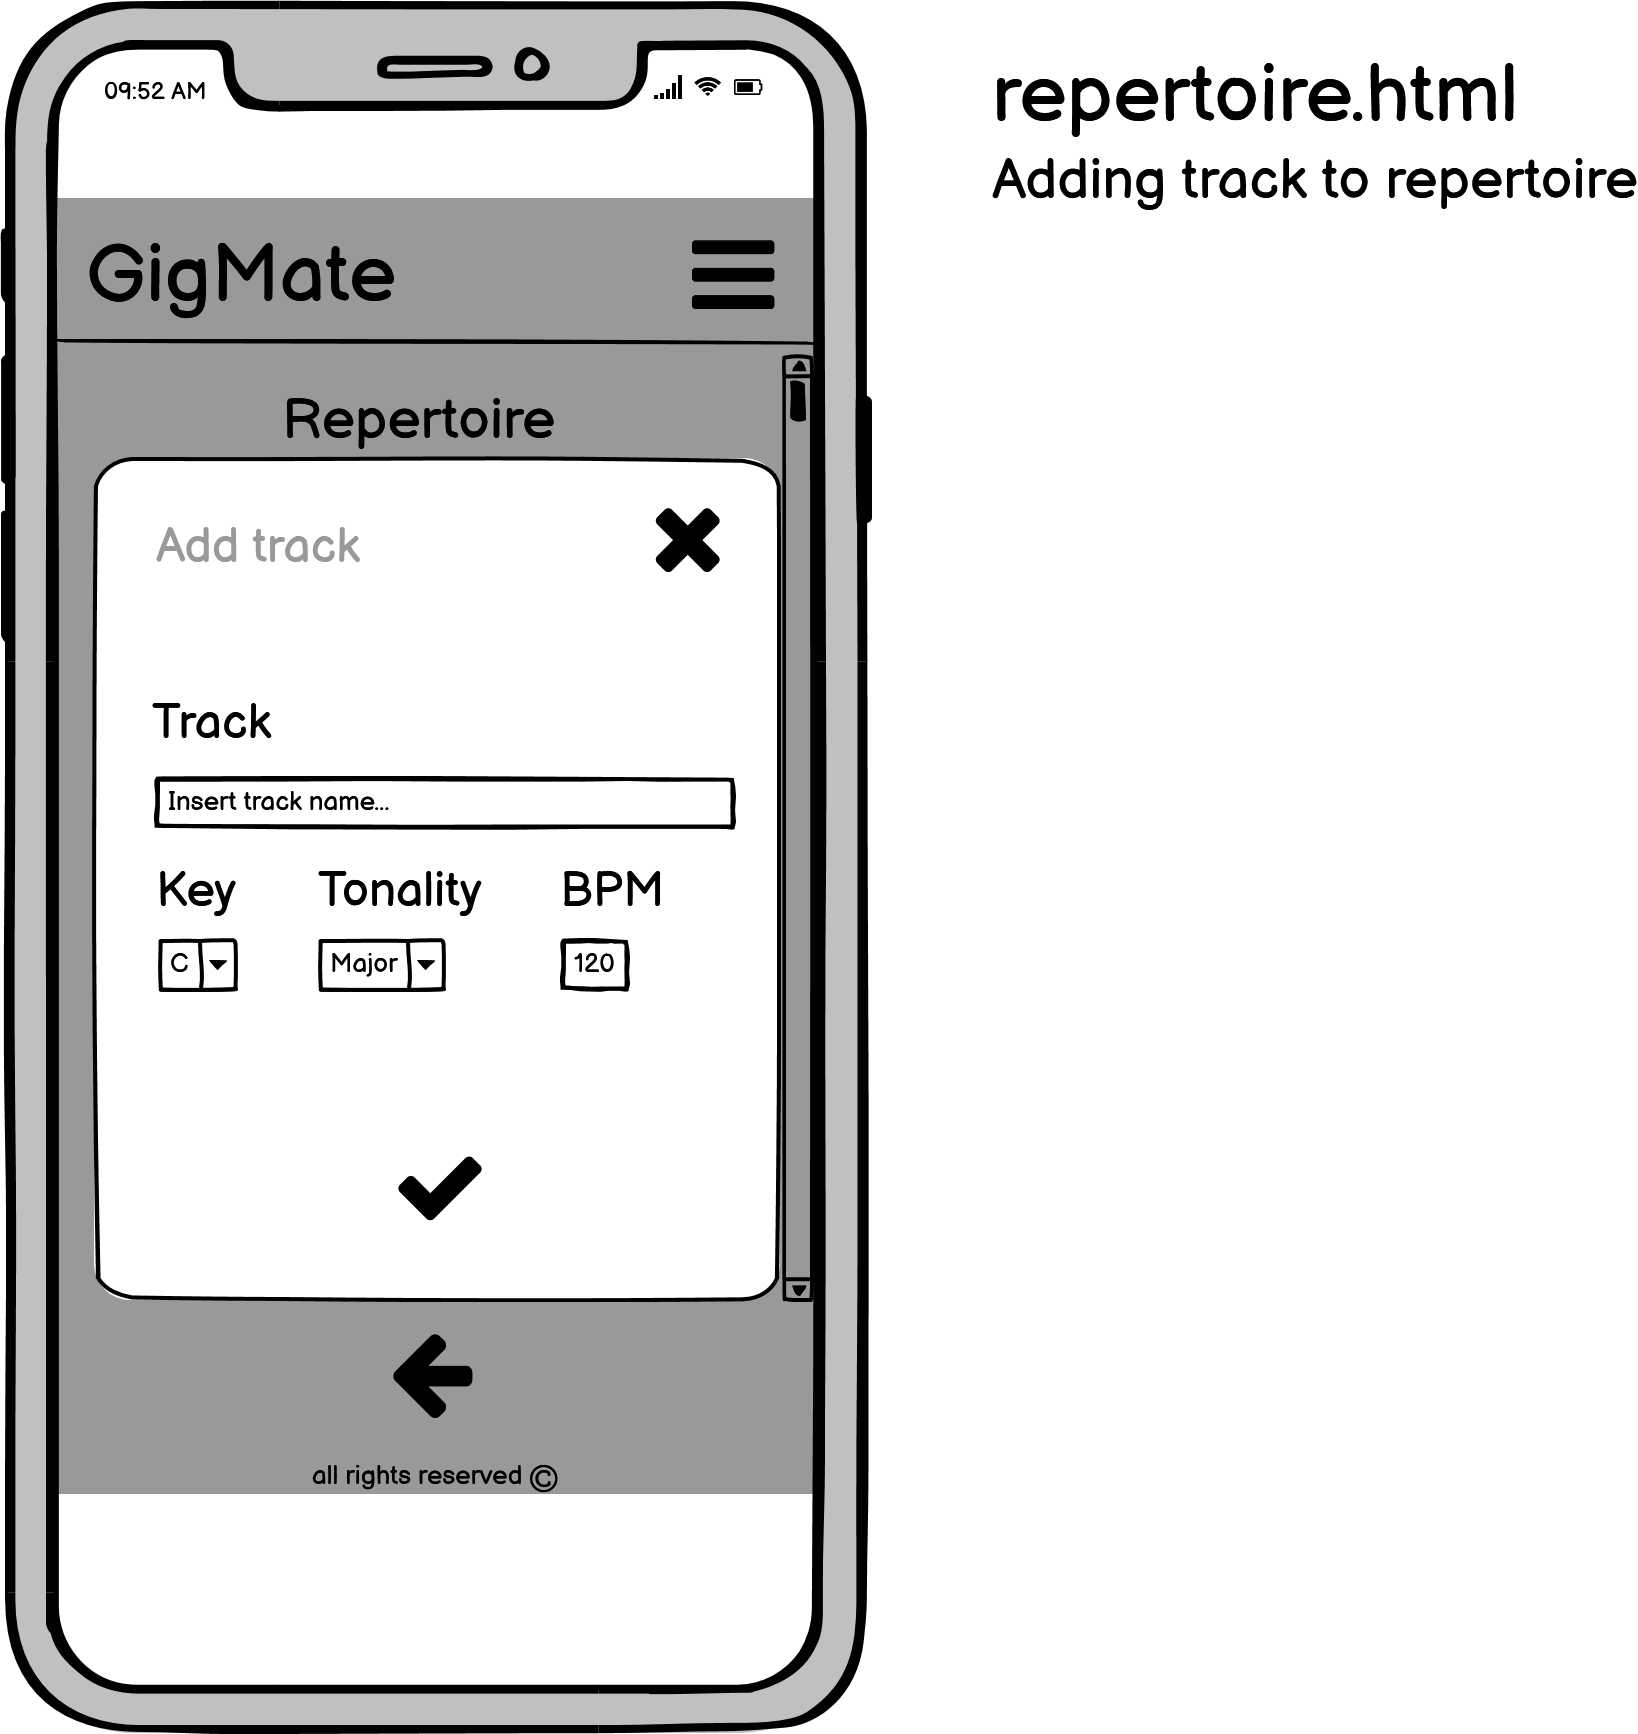 09:52 AM
repertoire.html
Adding track to repertoire
GigMate
Repertoire
Add track
Track
Insert track name...
Key Tonality BPM
C Major 120
all rights reserved ©